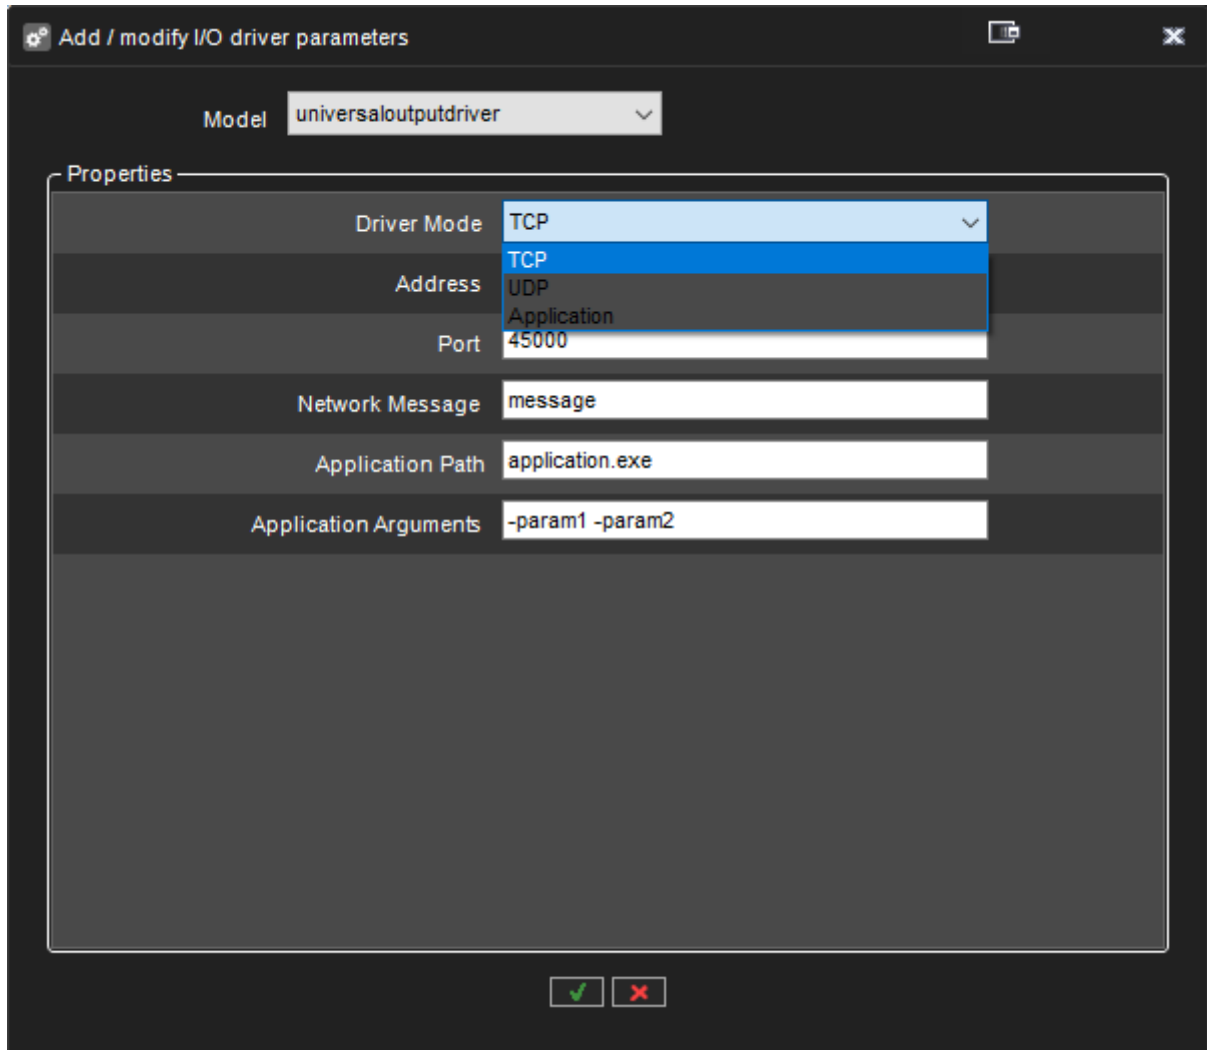 Add / modify I/O driver parameters
Model universaloutputdriver
Properties
Driver Mode TCP
TCP
Address UDP
Application
Port 45000
Network Message message
Application Path application.exe
Application Arguments -param1 -param2